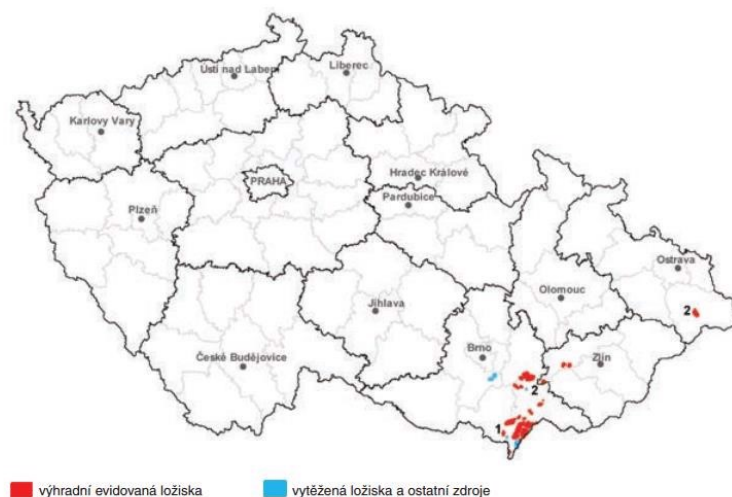 Ústí nad Labem
Liberec
Karlovy Vary
Hradec Králové
PRAHA
Pardubice
Plzeň
Ostrava
Olomouc
Jihlava
2
Brno
Zlín
České Budějovice
2
1
výhradní evidovaná ložiska
vytěžená ložiska a ostatní zdroje